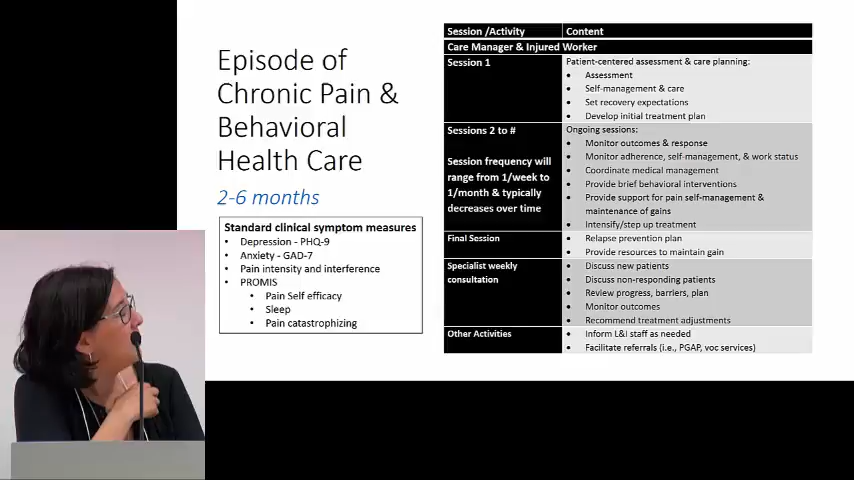 Episode of
Chronic Pain &
Behavioral
Health Care
2-6 months
Standard clinical symptom measures
• Depression - PHQ-9
• Anxiety - GAD-7
• Pain intensity and interference
• PROMIS
• Pain Self efficacy
• Sleep
• Pain catastrophizing
Session /Activity Content
Care Manager & Injured Worker
Session 1 Patient-centered assessment & care planning:
• Assessment
• Self-management & care
• Set recovery expectations
• Develop initial treatment plan
Sessions 2 to # Ongoing sessions:
• Monitor outcomes & response
Session frequency will • Monitor adherence, self-management, & work status
range from 1/week to • Coordinate medical management
1/month & typically • Provide brief behavioral interventions
decreases over time • Provide support for pain self-management &
maintenance of gains
• Intensify/step up treatment
Final Session • Relapse prevention plan
• Provide resources to maintain gain
Specialist weekly • Discuss new patients
consultation • Discuss non-responding patients
• Review progress, barriers, plan
• Monitor outcomes
• Recommend treatment adjustments
Other Activities • Inform L&I staff as needed
• Facilitate referrals (i.e., PGAP, voc services)